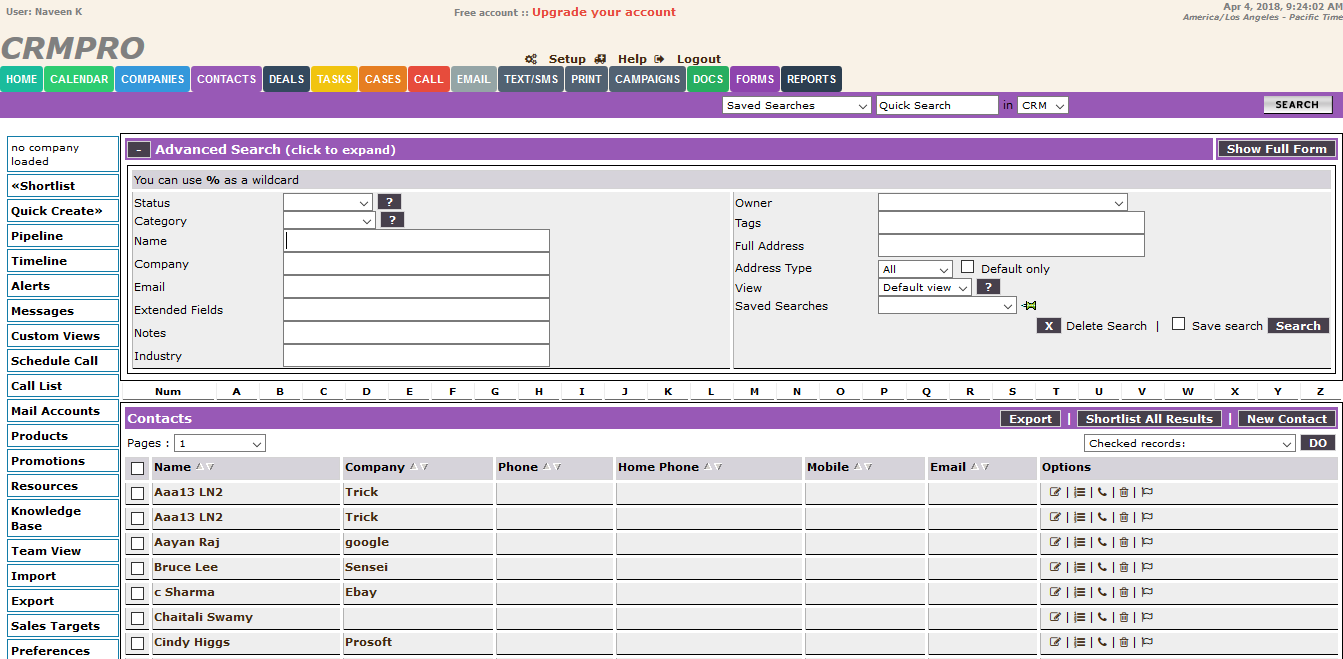 User: Naveen K
Free account :: Upgrade your account
Apr 4, 2018, 9:24:02 AM
America/Los Angeles - Pacific Time
CRMPRO
Setup Help Logout
HOME CALENDAR COMPANIES CONTACTS DEALS TASKS CASES CALL EMAIL TEXT/SMS PRINT CAMPAIGNS DOCS FORMS REPORTS
Saved Searches Quick Search in CRM SEARCH
no company
loaded
«Shortlist
Quick Create»
Pipeline
Timeline
Alerts
Messages
Custom Views
Schedule Call
Call List
Mail Accounts
Products
Promotions
Resources
Knowledge
Base
Team View
Import
Export
Sales Targets
Preferences
- Advanced Search (click to expand) Show Full Form
You can use % as a wildcard
Status ?
Category ?
Name
Company
Email
Extended Fields
Notes
Industry
Owner
Tags
Full Address
Address Type All Default only
View Default view ?
Saved Searches
X Delete Search | Save search Search
Num A B C D E F G H I J K L M N O P Q R S T U V W X Y Z
Contacts Export | Shortlist All Results | New Contact
Pages : 1 Checked records: DO
Name Company Phone Home Phone Mobile Email Options
Aaa13 LN2 Trick | | | |
Aaa13 LN2 Trick | | | |
Aayan Raj google | | | |
Bruce Lee Sensei | | | |
c Sharma Ebay | | | |
Chaitali Swamy | | | |
Cindy Higgs Prosoft | | | |